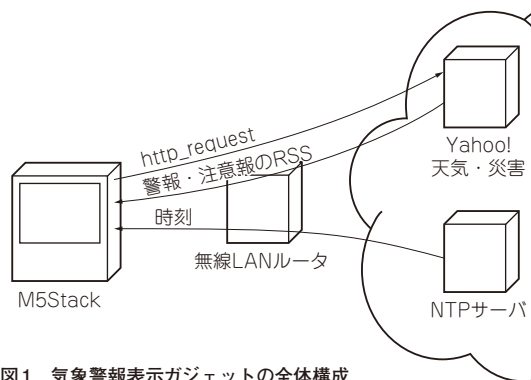 http_request
警報・注意報のRSS
時刻
Yahoo!
天気・災害
無線LANルータ
M5Stack
NTPサーバ
図1 気象警報表示ガジェットの全体構成